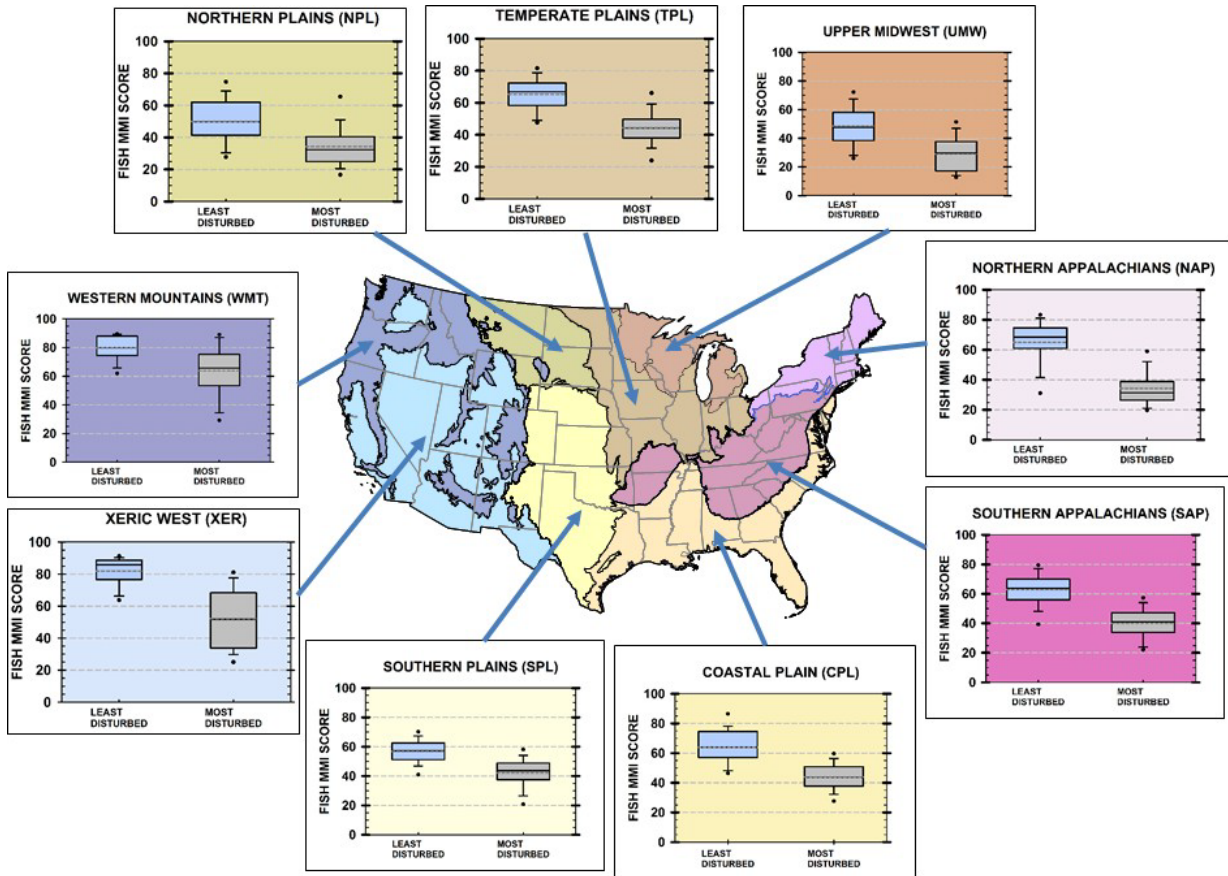 NORTHERN PLAINS (NPL)
FISH MMI SCORE
100
80
60
40
20
0
LEAST
DISTURBED
MOST
DISTURBED
TEMPERATE PLAINS (TPL)
FISH MMI SCORE
100
80
60
40
20
0
LEAST
DISTURBED
MOST
DISTURBED
UPPER MIDWEST (UMW)
FISH MMI SCORE
100
80
60
40
20
0
LEAST
DISTURBED
MOST
DISTURBED
WESTERN MOUNTAINS (WMT)
FISH MMI SCORE
100
80
60
40
20
0
LEAST
DISTURBED
MOST
DISTURBED
NORTHERN APPALACHIANS (NAP)
FISH MMI SCORE
100
80
60
40
20
0
LEAST
DISTURBED
MOST
DISTURBED
XERIC WEST (XER)
FISH MMI SCORE
100
80
60
40
20
0
LEAST
DISTURBED
MOST
DISTURBED
SOUTHERN APPALACHIANS (SAP)
FISH MMI SCORE
100
80
60
40
20
0
LEAST
DISTURBED
MOST
DISTURBED
SOUTHERN PLAINS (SPL)
FISH MMI SCORE
100
80
60
40
20
0
LEAST
DISTURBED
MOST
DISTURBED
COASTAL PLAIN (CPL)
FISH MMI SCORE
100
80
60
40
20
0
LEAST
DISTURBED
MOST
DISTURBED